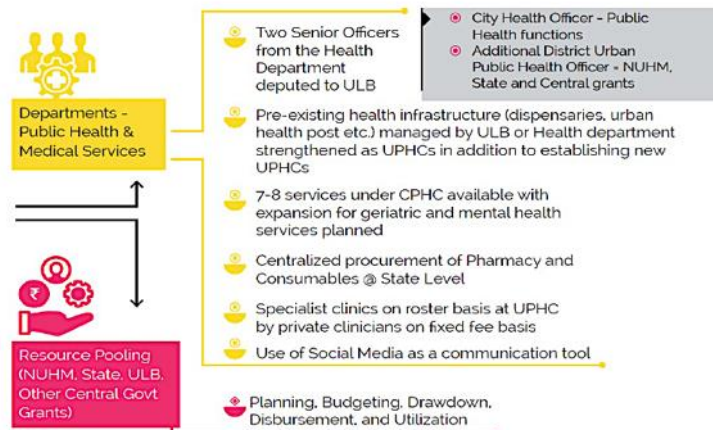 Two Senior Officers
from the Health
Department
deputed to ULB
City Health Officer - Public
Health functions
Additional District Urban
Public Health Officer - NUHM,
State and Central grants
Departments -
Public Health &
Medical Services
Pre-existing health infrastructure (dispensaries, urban
health post etc.) managed by ULB or Health department
strengthened as UPHCs in addition to establishing new
UPHCs
7-8 services under CPHC available with
expansion for geriatric and mental health
services planned
Centralized procurement of Pharmacy and
Consumables @ State Level
Specialist clinics on roster basis at UPHC
by private clinicians on fixed fee basis
Use of Social Media as a communication tool
₹
Resource Pooling
(NUHM, State, ULB,
Other Central Govt
Grants)
Planning, Budgeting, Drawdown,
Disbursement, and Utilization